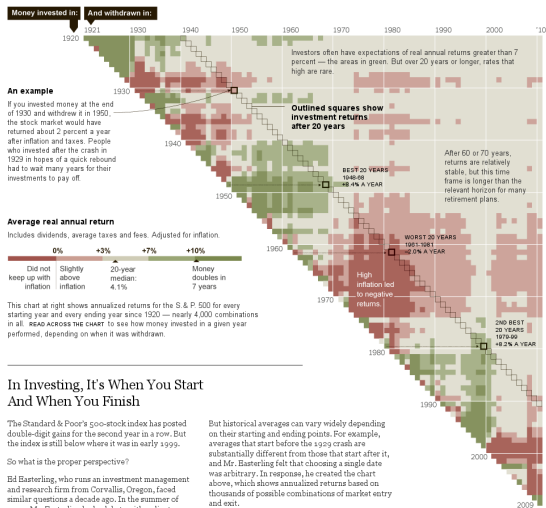 Money invested in:
And withdrawn in:
1920
1921
1930
1940
1950
1960
1970
1980
1990
2000
'10
Investors often have expectations of real annual returns greater than 7
percent — the areas in green. But over 20 years or longer, rates that
high are rare.
An example
If you invested money at the end
of 1930 and withdrew it in 1950,
the stock market would have
returned about 2 percent a year
after inflation and taxes. People
who invested after the crash in
1929 in hopes of a quick rebound
had to wait many years for their
investments to pay off.
1930
Outlined squares show
investment returns
after 20 years
1940
After 60 or 70 years,
returns are relatively
stable, but this time
frame is longer than the
relevant horizon for many
retirement plans.
BEST 20 YEARS
1948-68
+8.4% A YEAR
1950
Average real annual return
Includes dividends, average taxes and fees. Adjusted for inflation.
0%
+3%
+7%
+10%
Did not
keep up with
inflation
Slightly
above
inflation
20-year
median:
4.1%
Money
doubles in
7 years
WORST 20 YEARS
1961-1981
-2.0% A YEAR
1960
High
inflation led
to negative
returns.
1970
This chart at right shows annualized returns for the S.& P. 500 for every
starting year and every ending year since 1920 — nearly 4,000 combinations
in all. READ ACROSS THE CHART to see how money invested in a given year
performed, depending on when it was withdrawn.
2ND BEST
20 YEARS
1979-99
+8.2% A YEAR
1980
1990
2000
2009
In Investing, It's When You Start
And When You Finish
The Standard & Poor's 500-stock index has posted
double-digit gains for the second year in a row. But
the index is still below where it was in early 1999.
So what is the proper perspective?
Ed Easterling, who runs an investment management
and research firm from Corvallis, Oregon, faced
similar questions a decade ago. In the summer of
But historical averages can vary widely depending
on their starting and ending points. For example,
averages that start before the 1929 crash are
substantially different from those that start after it,
and Mr. Easterling felt that choosing a single date
was arbitrary. In response, he created the chart
above, which shows annualized returns based on
thousands of possible combinations of market entry
and exit.